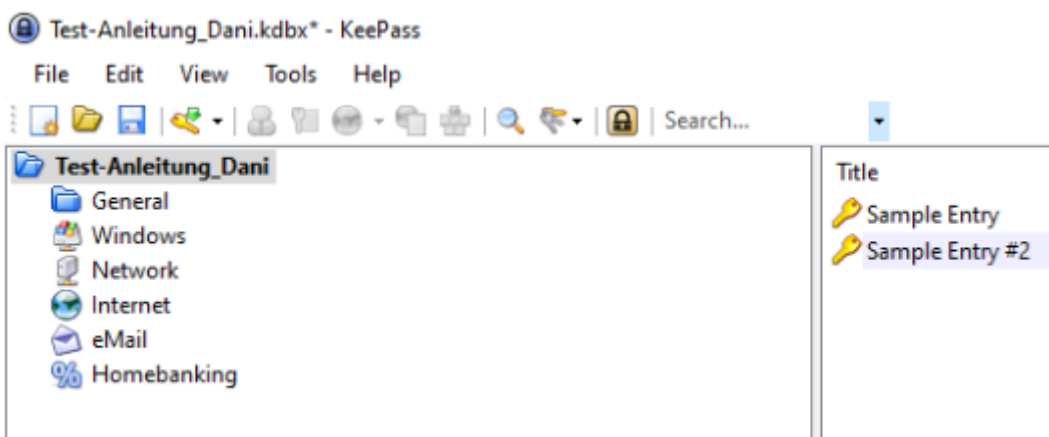 Test-Anleitung_Dani.kdbx* - KeePass
File Edit View Tools Help
Search...
Test-Anleitung_Dani
General
Windows
Network
Internet
eMail
Homebanking
Title
Sample Entry
Sample Entry #2